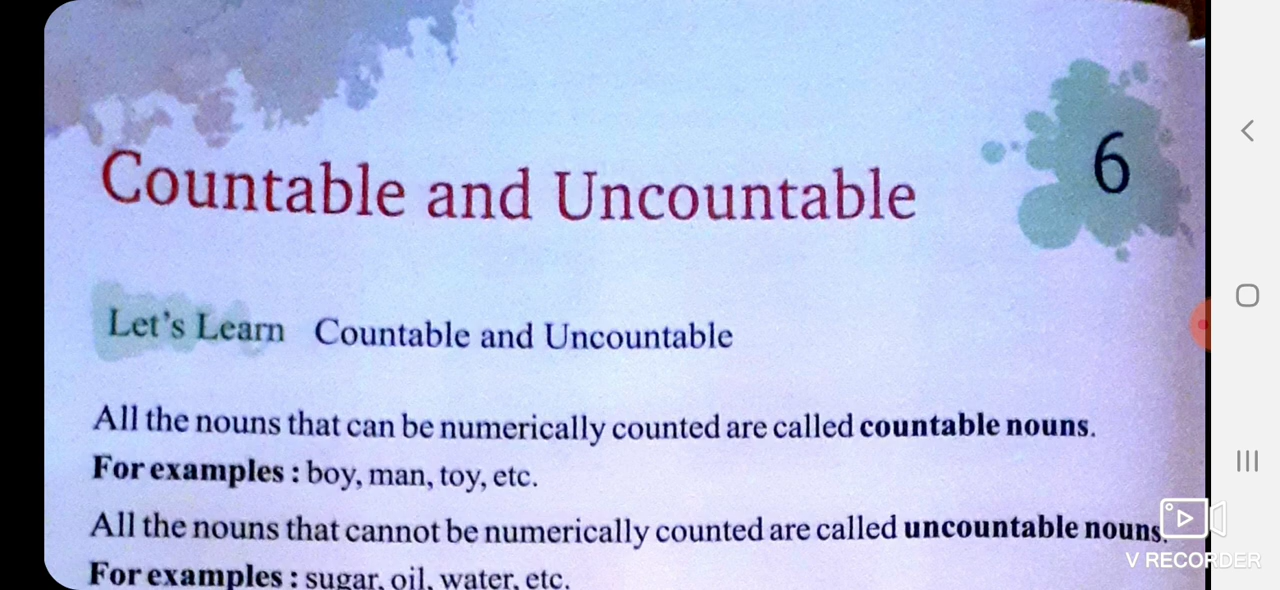 Countable and Uncountable
6
Let's Learn Countable and Uncountable
All the nouns that can be numerically counted are called countable nouns.
For examples : boy, man, toy, etc.
All the nouns that cannot be numerically counted are called uncountable nouns.
For examples : sugar, oil, water, etc.
V RECORDER